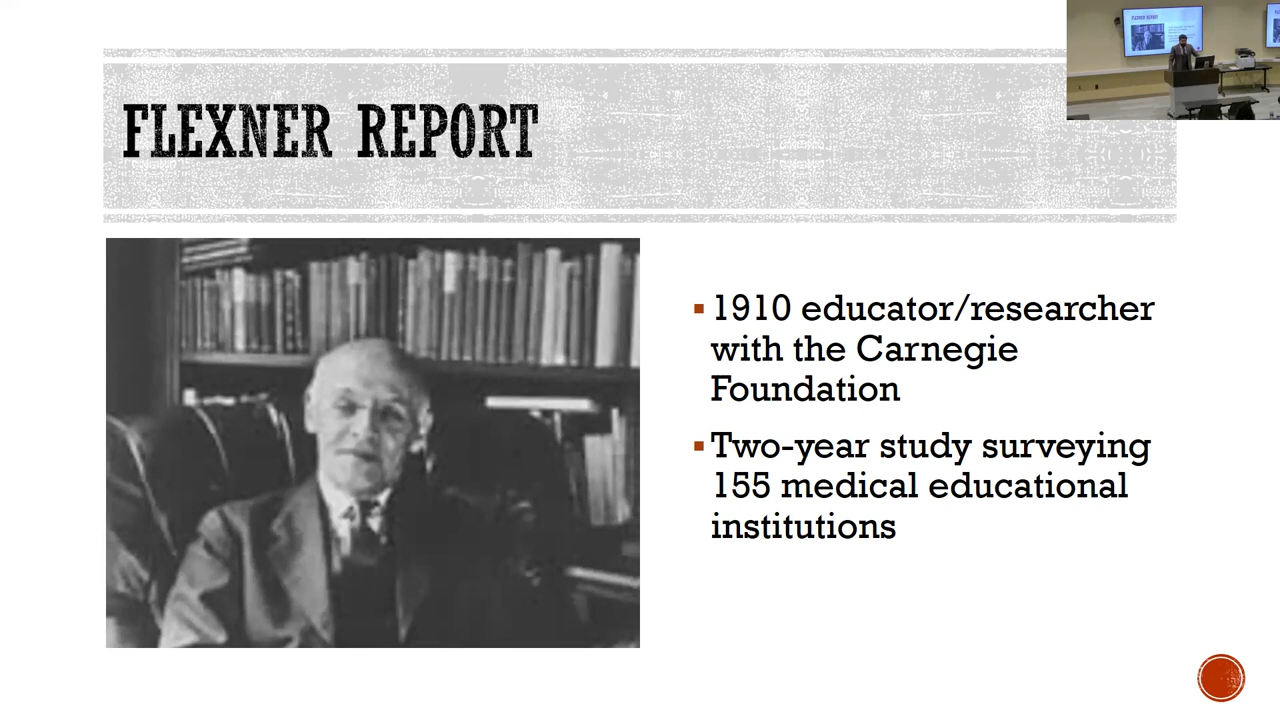 FLEXNER REPORT
1910 educator/researcher
with the Carnegie
Foundation
Two-year study surveying
155 medical educational
institutions